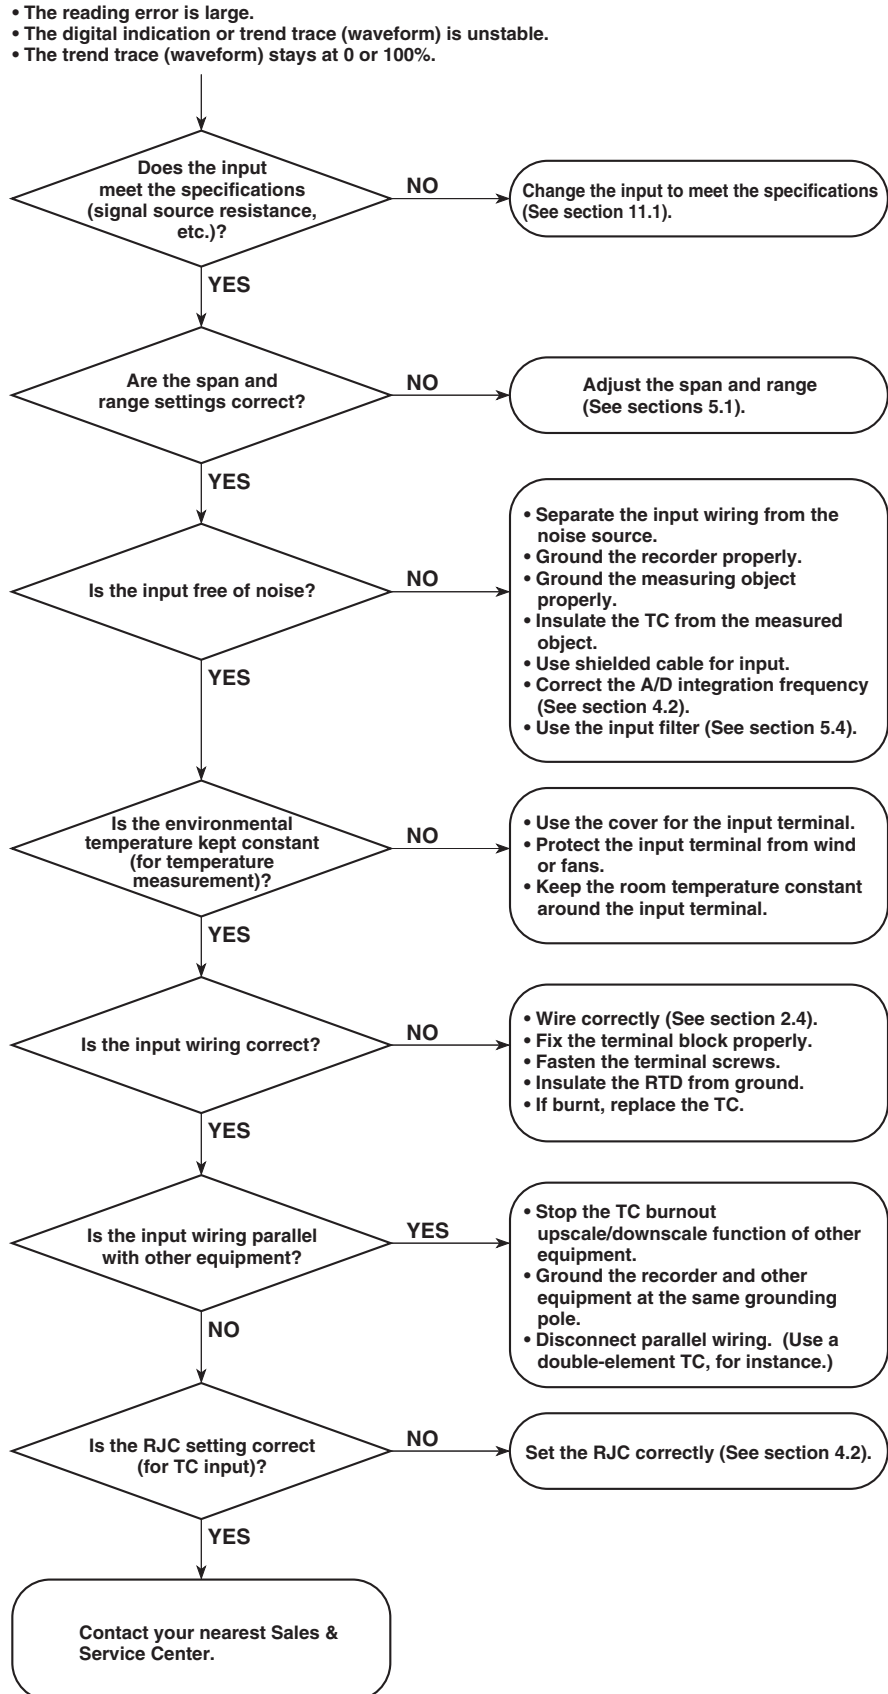 • The reading error is large.
• The digital indication or trend trace (waveform) is unstable.
• The trend trace (waveform) stays at 0 or 100%.
Does the input
meet the specifications
(signal source resistance,
etc.)?
NO
Change the input to meet the specifications
(See section 11.1).
YES
Are the span and
range settings correct?
NO
Adjust the span and range
(See sections 5.1).
YES
Is the input free of noise?
NO
• Separate the input wiring from the
noise source.
• Ground the recorder properly.
• Ground the measuring object
properly.
• Insulate the TC from the measured
object.
• Use shielded cable for input.
• Correct the A/D integration frequency
(See section 4.2).
• Use the input filter (See section 5.4).
YES
Is the environmental
temperature kept constant
(for temperature
measurement)?
NO
• Use the cover for the input terminal.
• Protect the input terminal from wind
or fans.
• Keep the room temperature constant
around the input terminal.
YES
Is the input wiring correct?
NO
• Wire correctly (See section 2.4).
• Fix the terminal block properly.
• Fasten the terminal screws.
• Insulate the RTD from ground.
• If burnt, replace the TC.
YES
Is the input wiring parallel
with other equipment?
YES
• Stop the TC burnout
upscale/downscale function of other
equipment.
• Ground the recorder and other
equipment at the same grounding
pole.
• Disconnect parallel wiring. (Use a
double-element TC, for instance.)
NO
Is the RJC setting correct
(for TC input)?
NO
Set the RJC correctly (See section 4.2).
YES
Contact your nearest Sales &
Service Center.